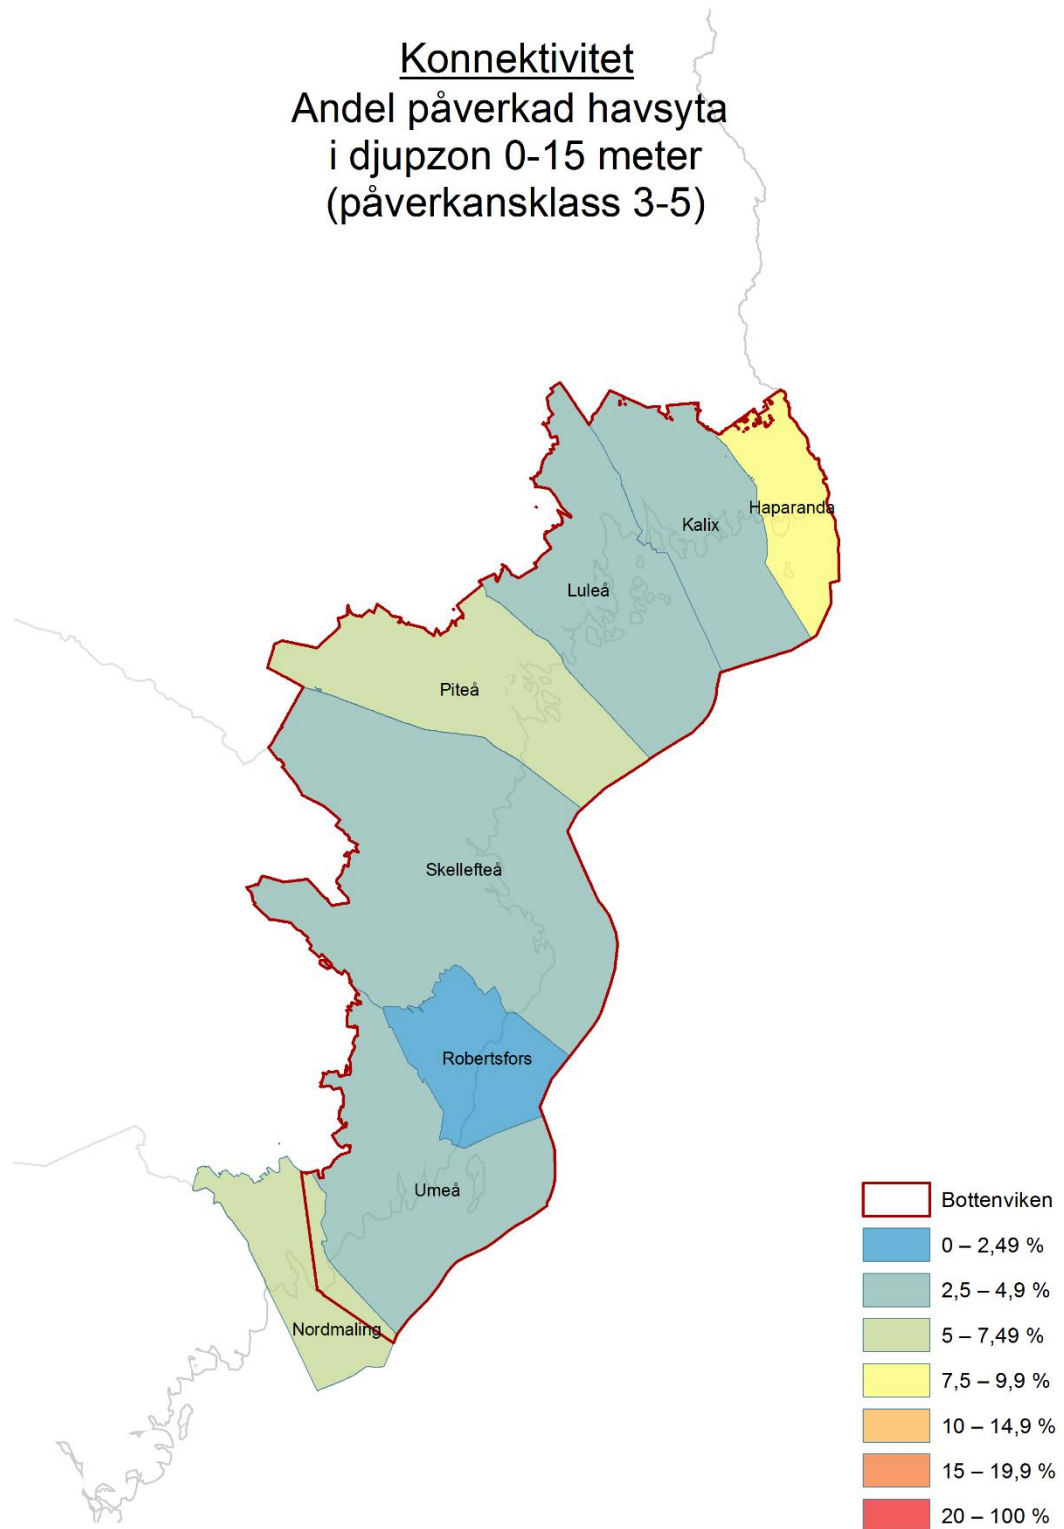 Konnektivitet
Andel påverkad havsyta
i djupzon 0-15 meter
(påverkansklass 3-5)
Haparanda
Kalix
Luleå
Piteå
Skellefteå
Robertsfors
Umeå
Nordmaling
Bottenviken
0 – 2,49 %
2,5 – 4,9 %
5 – 7,49 %
7,5 – 9,9 %
10 – 14,9 %
15 – 19,9 %
20 – 100 %